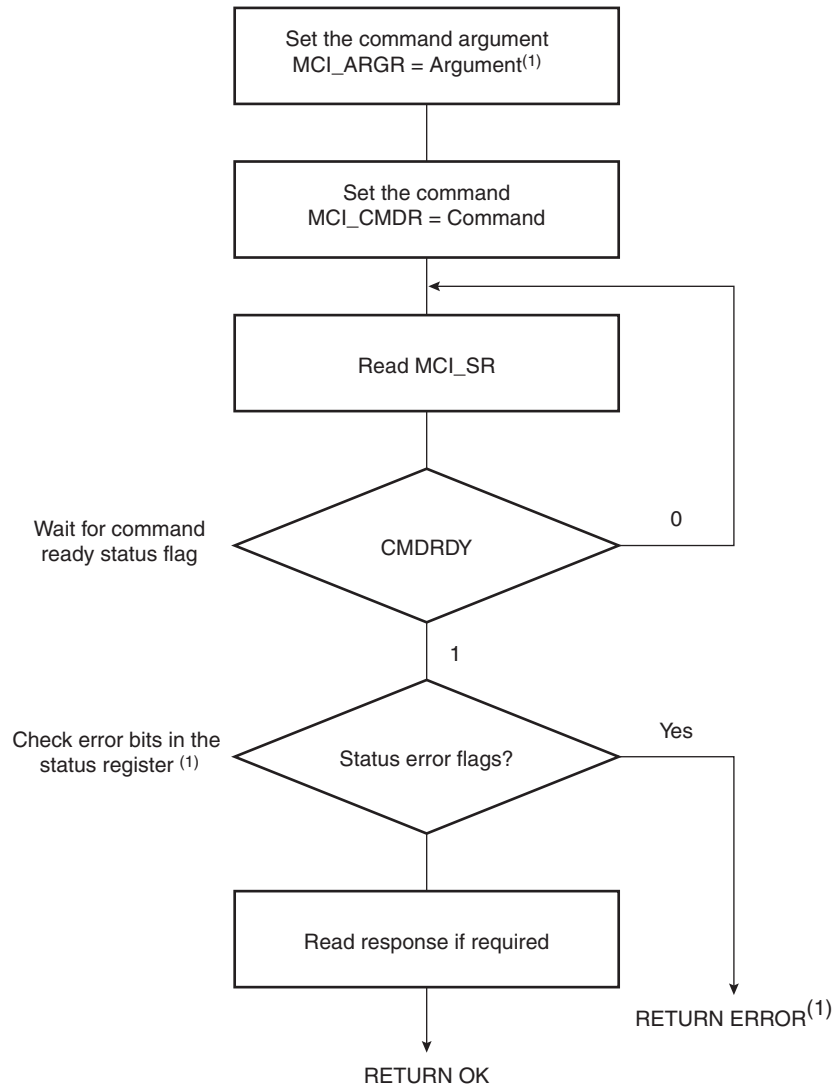 Set the command argument
MCI_ARGR = Argument(1)
Set the command
MCI_CMDR = Command
Read MCI_SR
Wait for command
ready status flag
CMDRDY
0
1
Check error bits in the
status register (1)
Status error flags?
Yes
Read response if required
RETURN ERROR(1)
RETURN OK